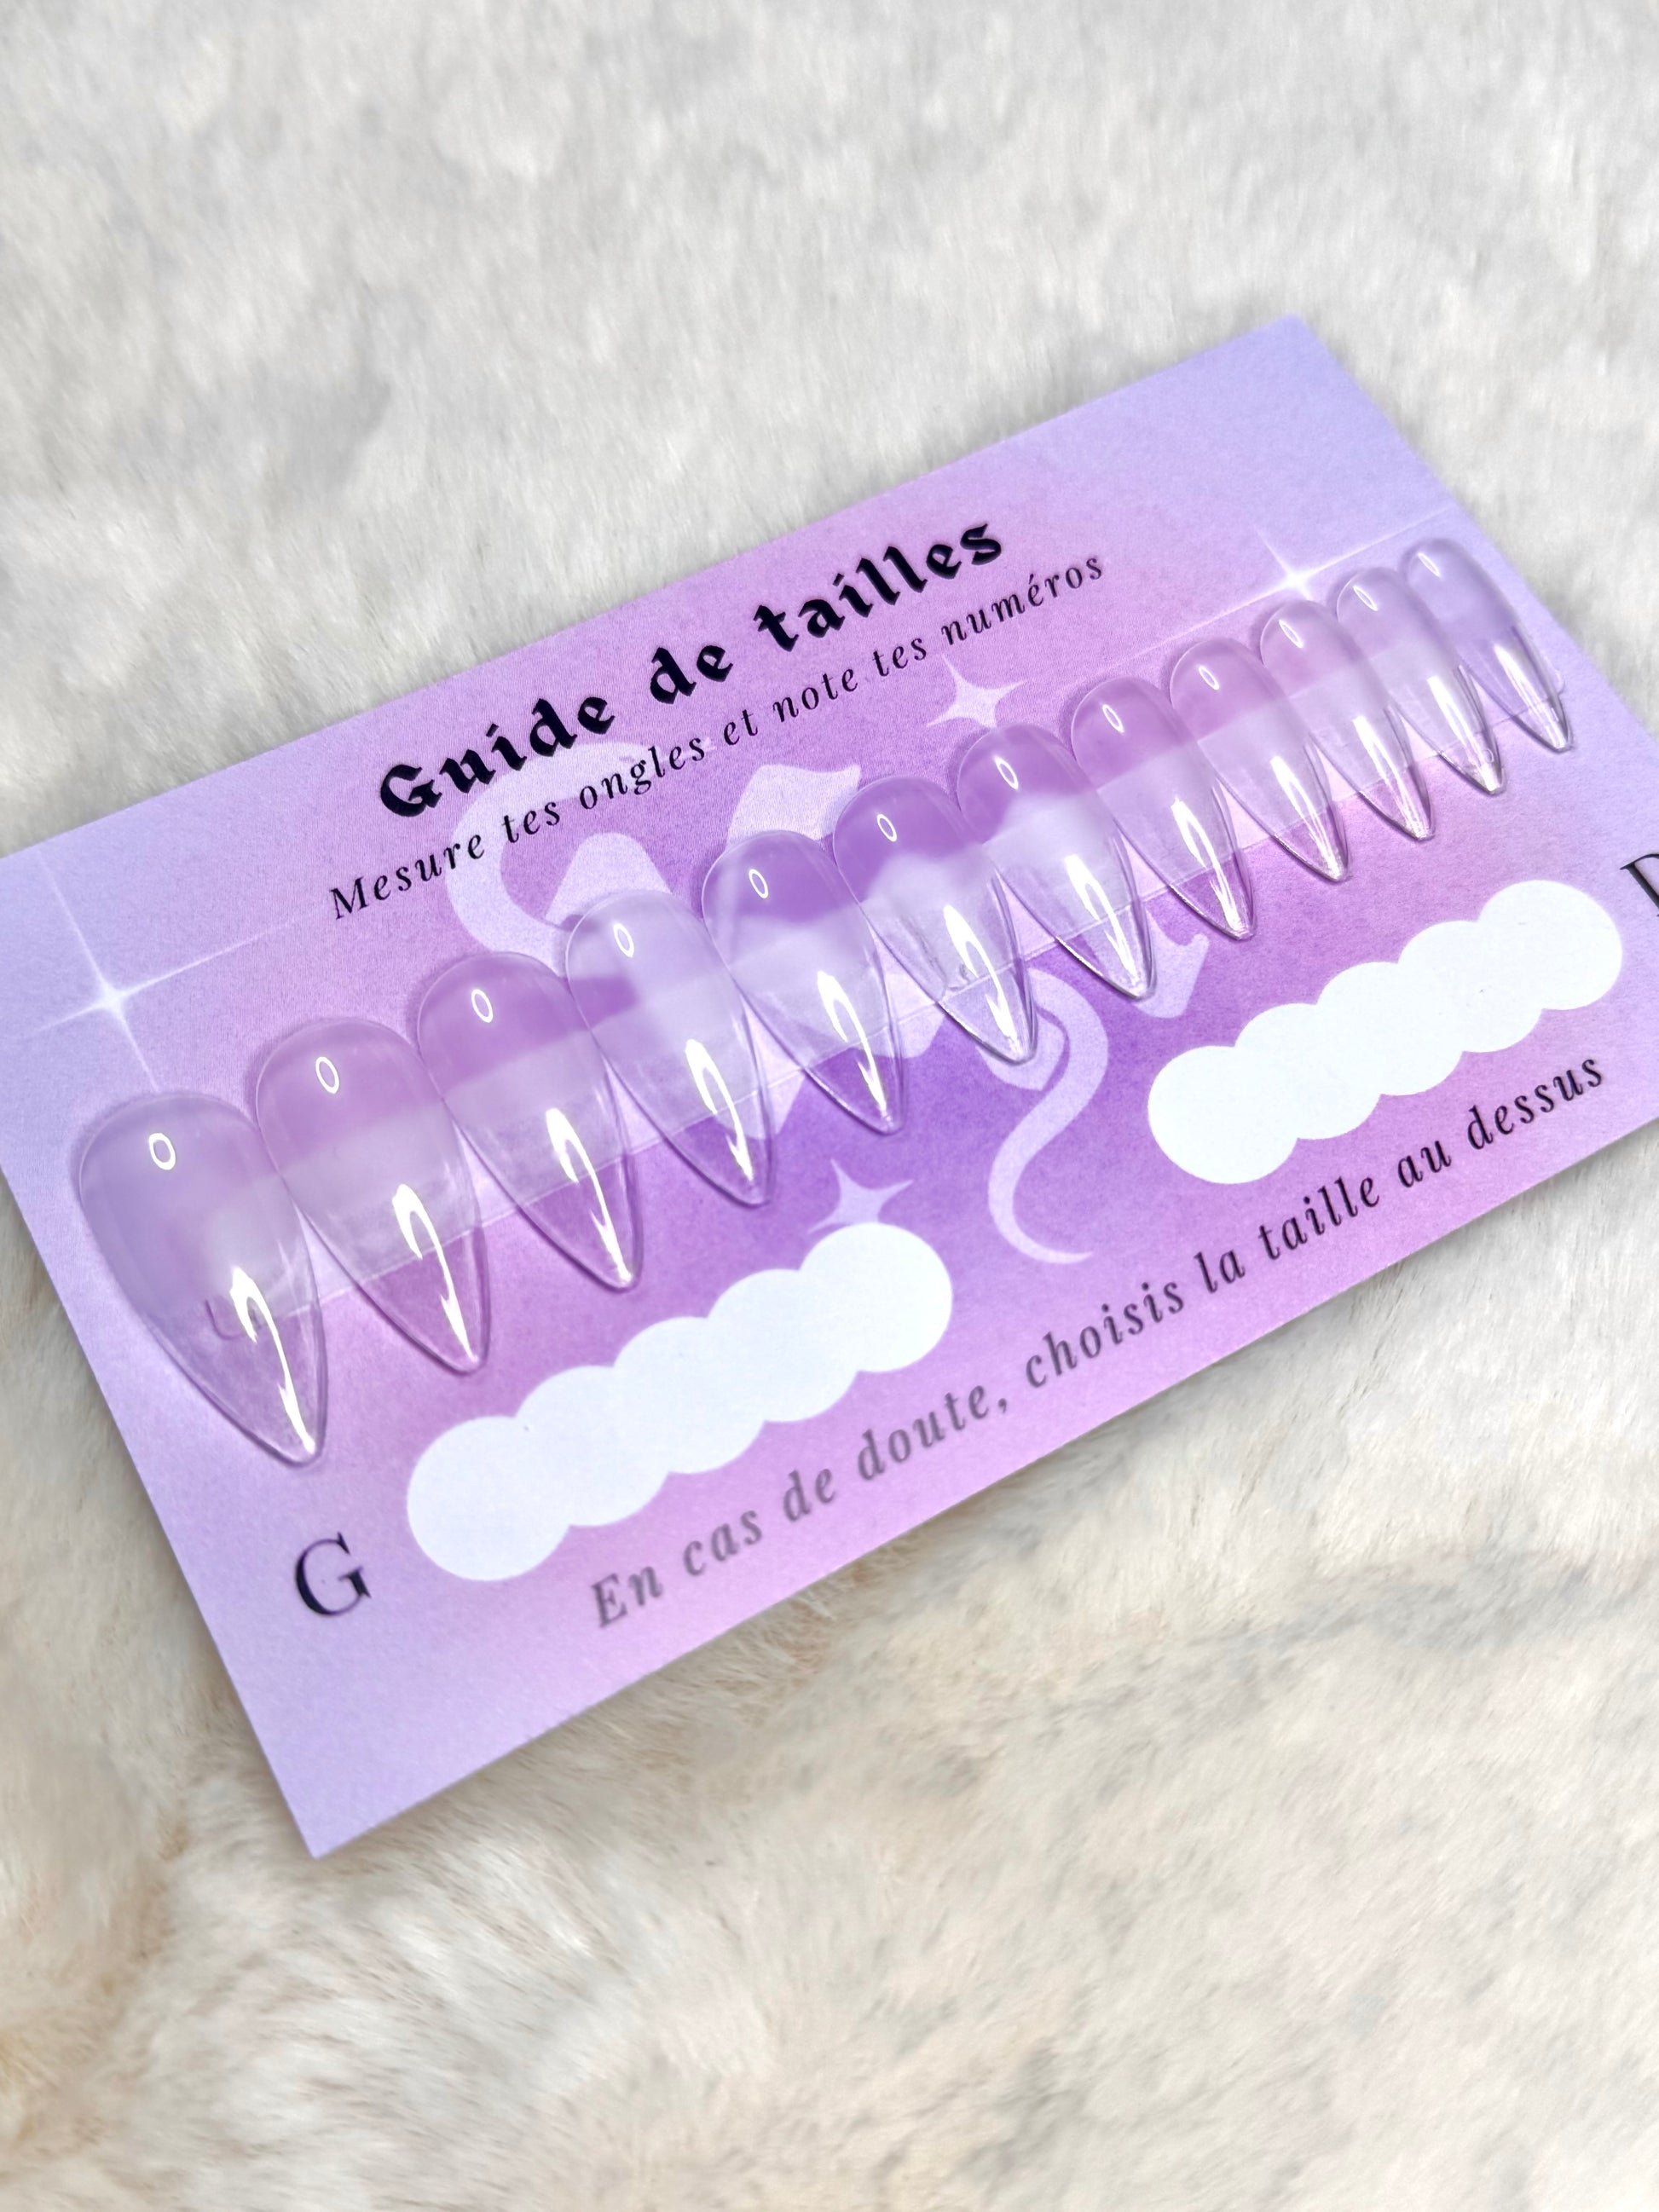 Guide de tailles
Mesure tes ongles et note tes numéros
G
En cas de doute, choisis la taille au dessus